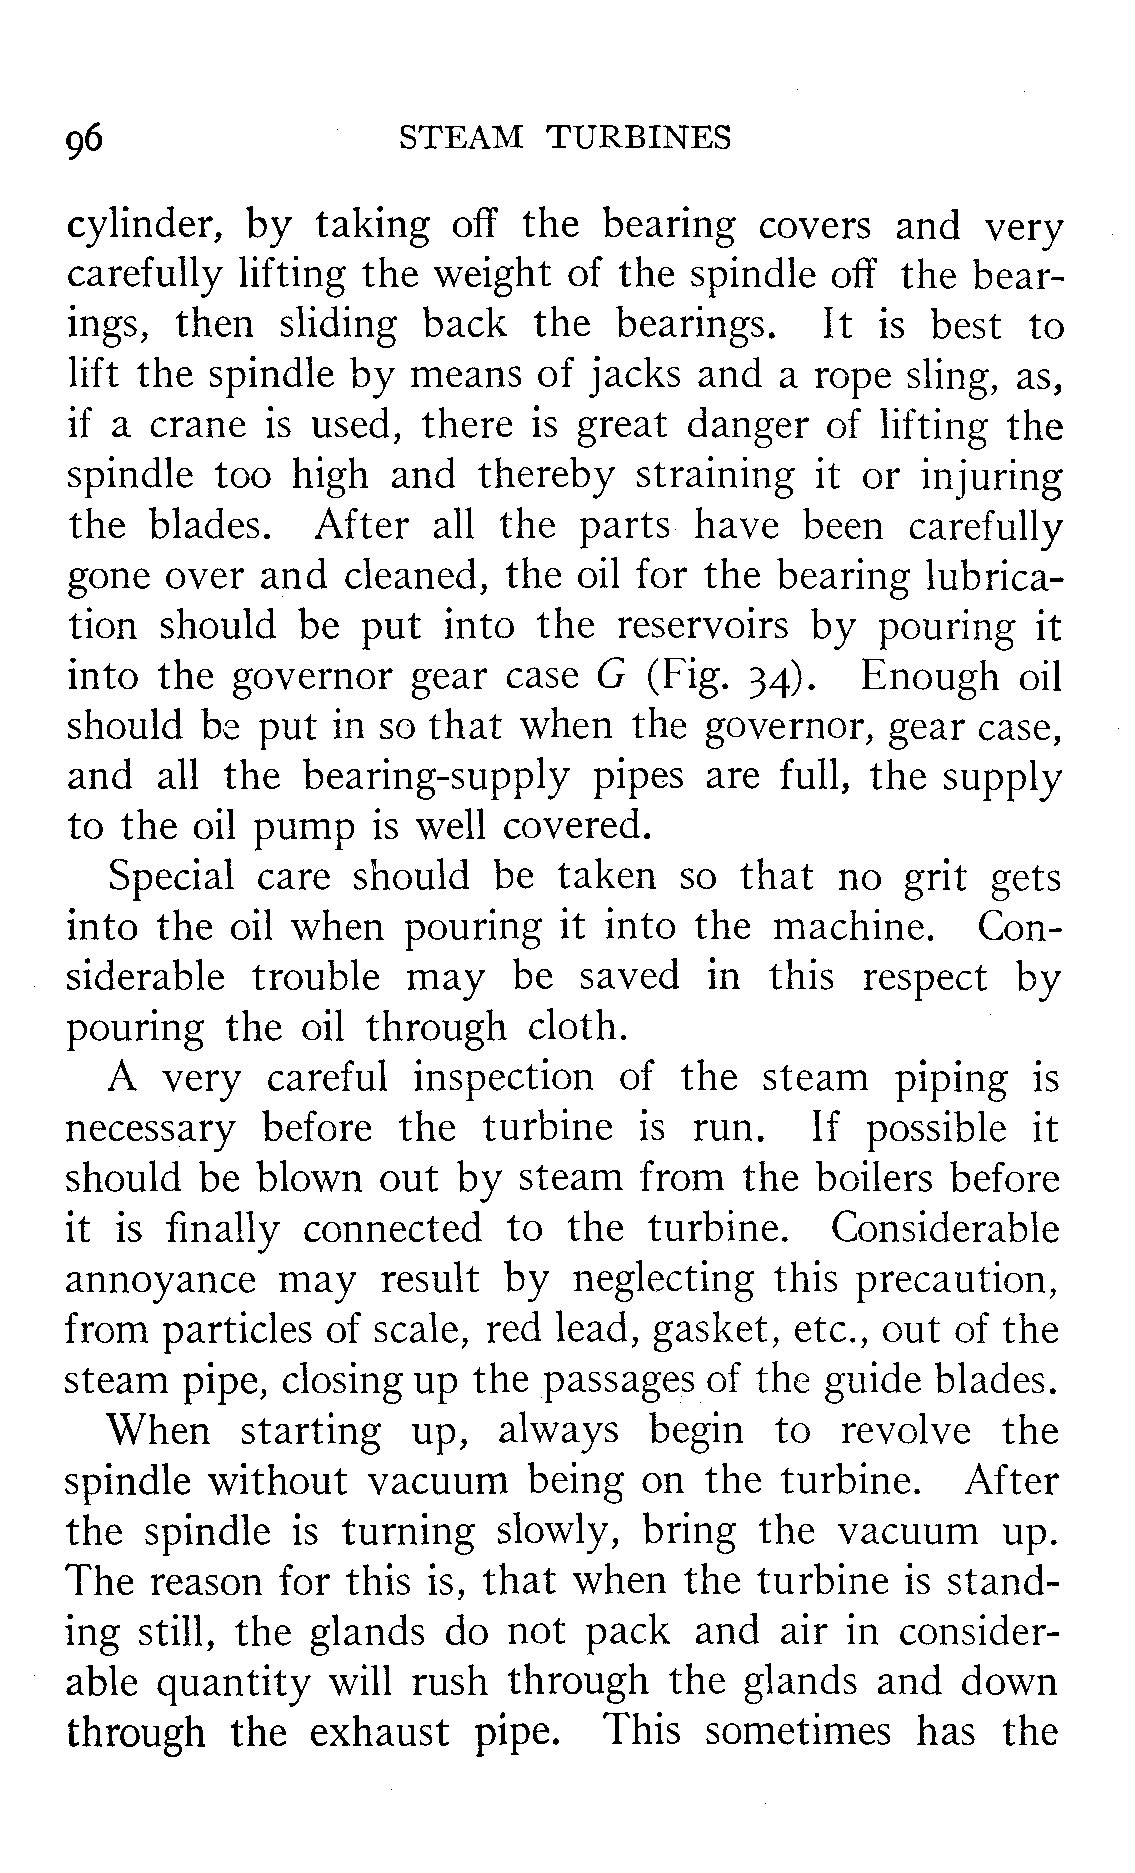 96 STEAM TURBINES
cylinder, by taking off the bearing covers and very
carefully lifting the weight of the spindle off the bear-
ings, then sliding back the bearings. It is best to
lift the spindle by means of jacks and a rope sling, as,
if a crane is used, there is great danger of lifting the
spindle too high and thereby straining it or injuring
the blades. After all the parts have been carefully
gone over and cleaned, the oil for the bearing lubrica-
tion should be put into the reservoirs by pouring it
into the governor gear case G (Fig. 34). Enough oil
should be put in so that when the governor, gear case,
and all the bearing-supply pipes are full, the supply
to the oil pump is well covered.
Special care should be taken so that no grit gets
into the oil when pouring it into the machine. Con-
siderable trouble may be saved in this respect by
pouring the oil through cloth.
A very careful inspection of the steam piping is
necessary before the turbine is run. If possible it
should be blown out by steam from the boilers before
it is finally connected to the turbine. Considerable
annoyance may result by neglecting this precaution,
from particles of scale, red lead, gasket, etc., out of the
steam pipe, closing up the passages of the guide blades.
When starting up, always begin to revolve the
spindle without vacuum being on the turbine. After
the spindle is turning slowly, bring the vacuum up.
The reason for this is, that when the turbine is stand-
ing still, the glands do not pack and air in consider-
able quantity will rush through the glands and down
through the exhaust pipe. This sometimes has the